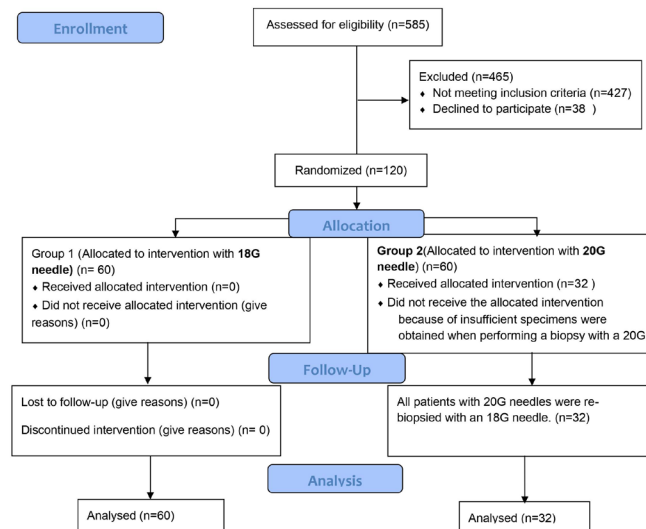 Enrollment
Assessed for eligibility (n=585)
Excluded (n=465)
♦ Not meeting inclusion criteria (n=427)
♦ Declined to participate (n=38 )
Randomized (n=120)
Allocation
Group 1 (Allocated to intervention with 18G
needle) (n= 60)
♦ Received allocated intervention (n=0)
♦ Did not receive allocated intervention (give
reasons) (n=0)
Group 2(Allocated to intervention with 20G
needle) (n=60)
♦ Received allocated intervention (n=32 )
♦ Did not receive the allocated intervention
because of insufficient specimens were
obtained when performing a biopsy with a 20G
Follow-Up
Lost to follow-up (give reasons) (n=0)
Discontinued intervention (give reasons) (n= 0)
All patients with 20G needles were re-
biopsied with an 18G needle. (n=32)
Analysis
Analysed (n=60)
Analysed (n=32)